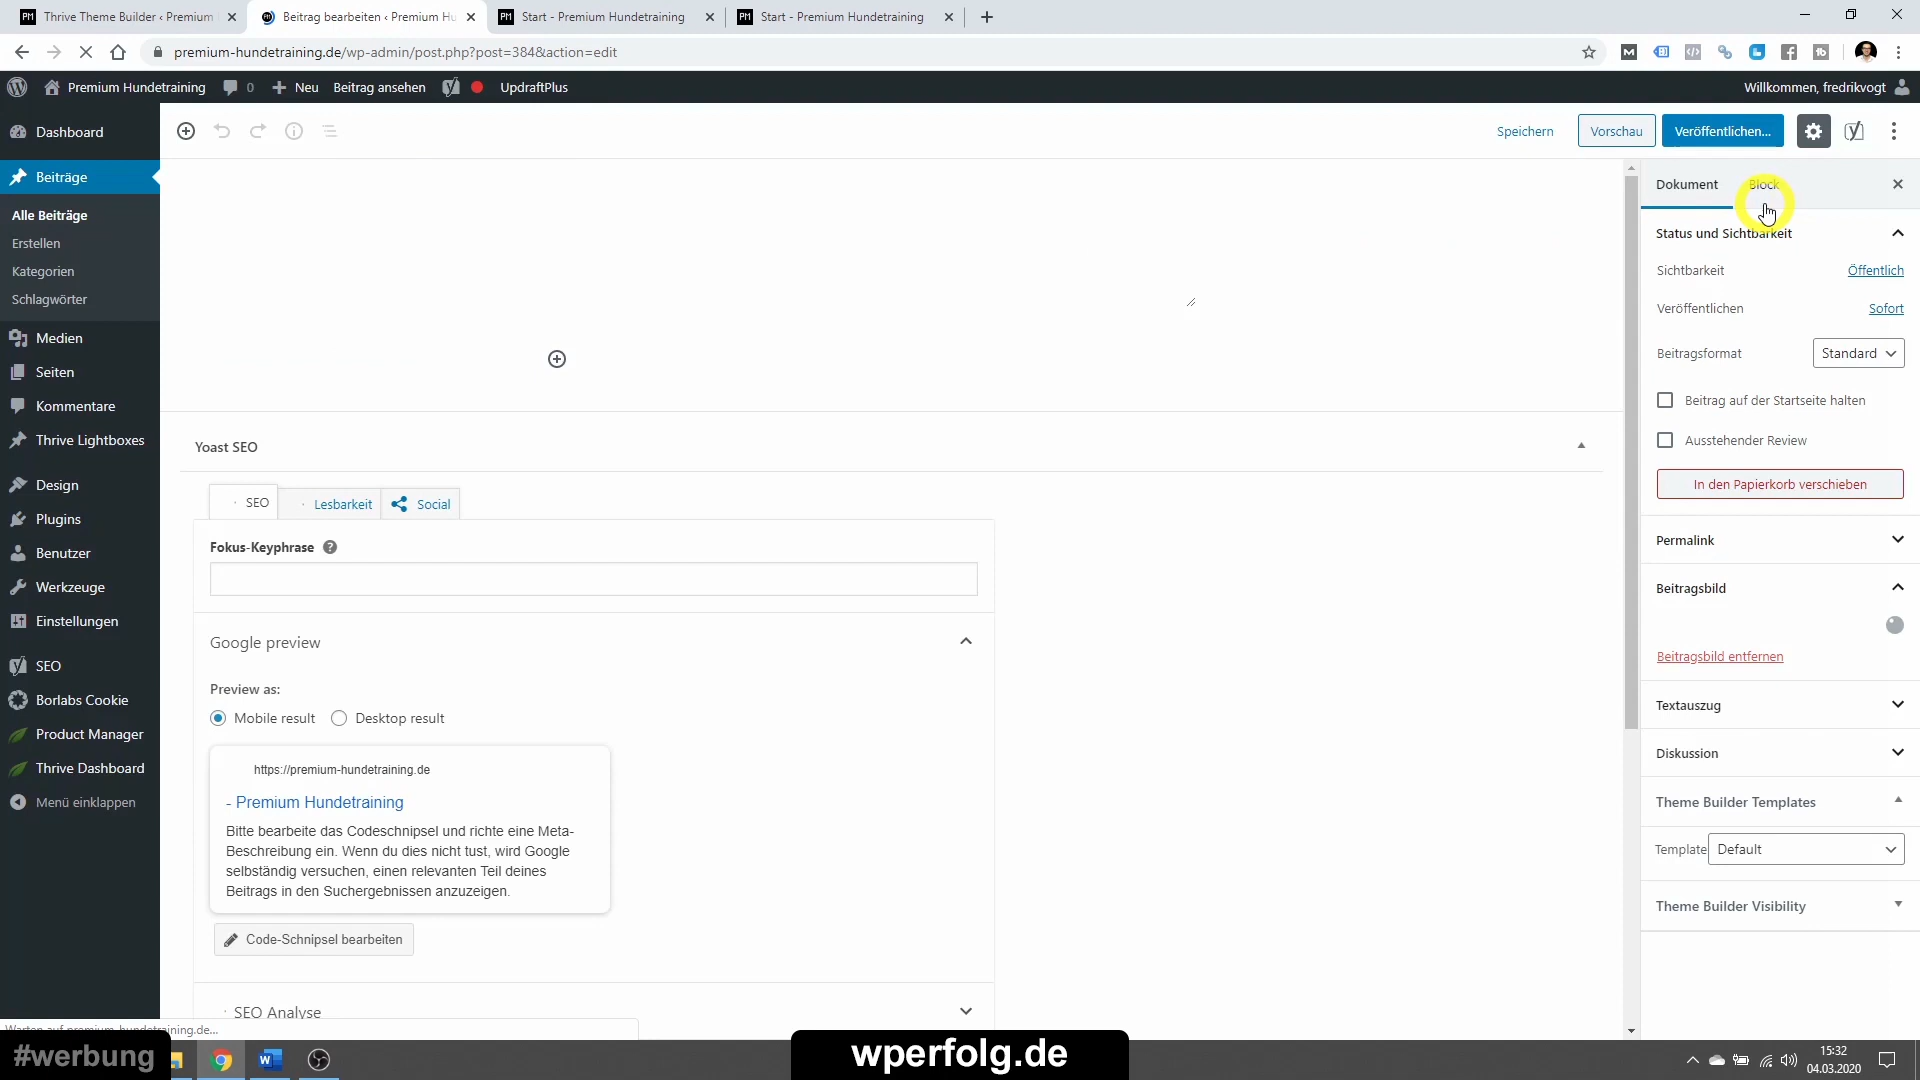 Thrive Theme Builder ‹ Premium
Beitrag bearbeiten ‹ Premium Hu
Start - Premium Hundetraining
Start - Premium Hundetraining
premium-hundetraining.de/wp-admin/post.php?post=384&action=edit
Premium Hundetraining
0
Neu
Beitrag ansehen
UpdraftPlus
Willkommen, fredrikvogt
Dashboard
Beiträge
Alle Beiträge
Erstellen
Kategorien
Schlagwörter
Medien
Seiten
Kommentare
Thrive Lightboxes
Design
Plugins
Benutzer
Werkzeuge
Einstellungen
SEO
Borlabs Cookie
Product Manager
Thrive Dashboard
Menü einklappen
Speichern
Vorschau
Veröffentlichen...
Yoast SEO
SEO
Lesbarkeit
Social
Fokus-Keyphrase
Google preview
Preview as:
Mobile result
Desktop result
https://premium-hundetraining.de
- Premium Hundetraining
Bitte bearbeite das Codeschnipsel und richte eine Meta-
Beschreibung ein. Wenn du dies nicht tust, wird Google
selbständig versuchen, einen relevanten Teil deines
Beitrags in den Suchergebnissen anzuzeigen.
Code-Schnipsel bearbeiten
SEO Analyse
Dokument
Block
Status und Sichtbarkeit
Sichtbarkeit
Öffentlich
Veröffentlichen
Sofort
Beitragsformat
Standard
Beitrag auf der Startseite halten
Ausstehender Review
In den Papierkorb verschieben
Permalink
Beitragsbild
Beitragsbild entfernen
Textauszug
Diskussion
Theme Builder Templates
Template
Default
Theme Builder Visibility
Warten auf premium-hundetraining.de...
#werbung
wperfolg.de
15:32
04.03.2020